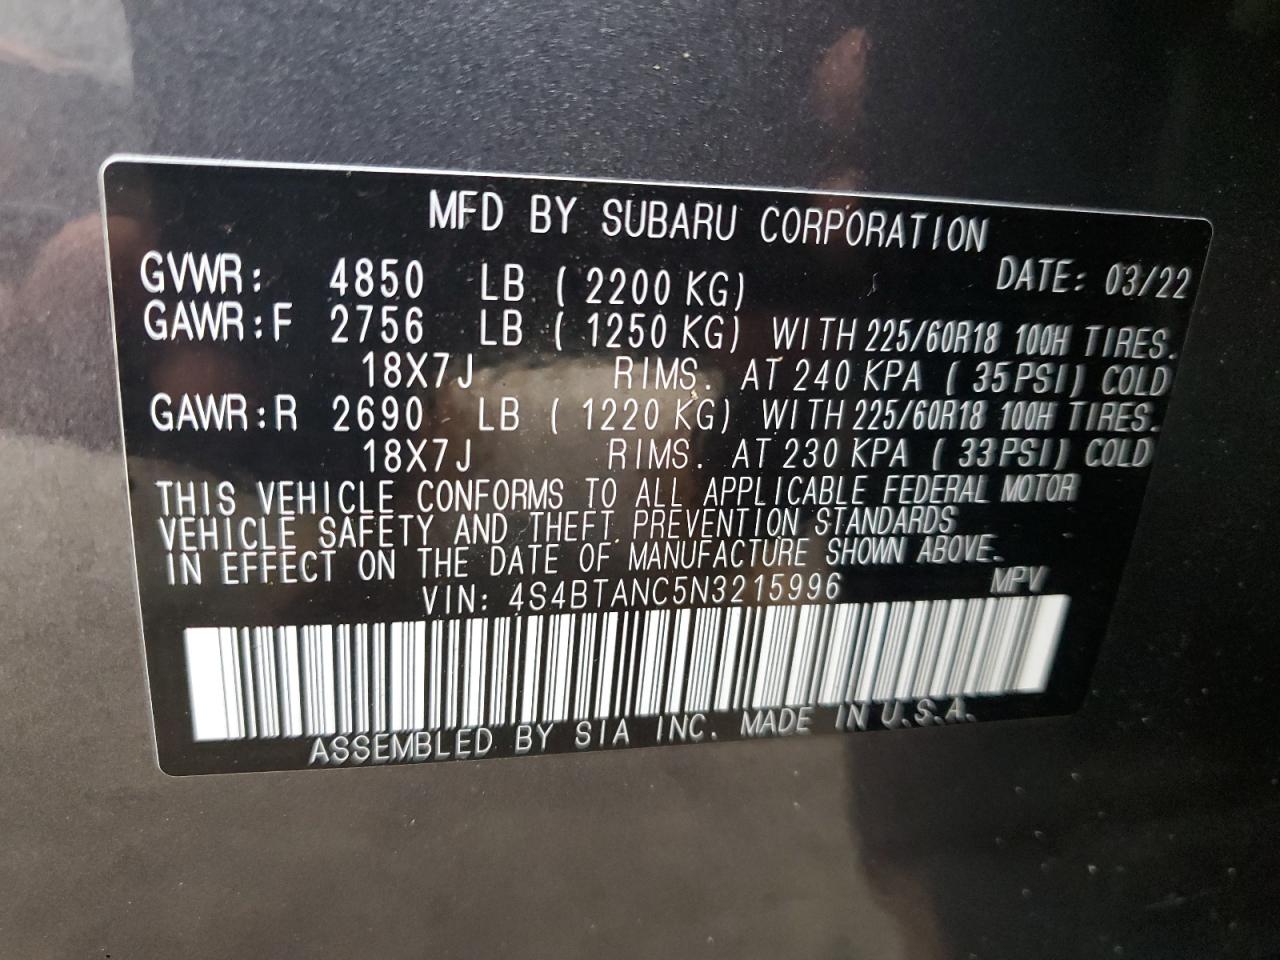 MFD BY SUBARU CORPORATION
GVWR: 4850 LB ( 2200 KG) DATE: 03/22
GAWR:F 2756 LB ( 1250 KG) WITH 225/60R18 100H TIRES.
18X7J RIMS. AT 240 KPA ( 35PSI) COLD
GAWR:R 2690 LB ( 1220 KG) WITH 225/60R18 100H TIRES.
18X7J RIMS. AT 230 KPA ( 33PSI) COLD
THIS VEHICLE CONFORMS TO ALL APPLICABLE FEDERAL MOTOR
VEHICLE SAFETY AND THEFT PREVENTION STANDARDS
IN EFFECT ON THE DATE OF MANUFACTURE SHOWN ABOVE.
VIN: 4S4BTANC5N3215996 MPV
ASSEMBLED BY SIA INC. MADE IN U.S.A.